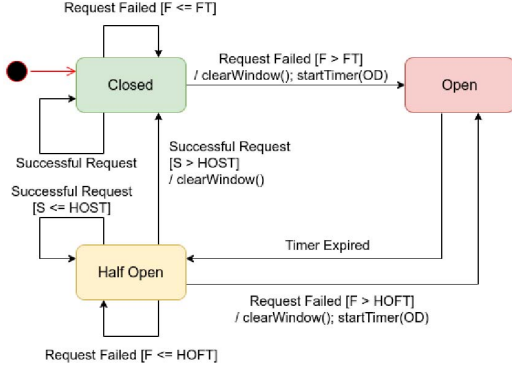 Request Failed [F <= FT]
Request Failed [F > FT]
/ clearWindow(); startTimer(OD)
Closed
Open
Successful Request
[S > HOST]
/ clearWindow()
Successful Request
Successful Request
[S <= HOST]
Timer Expired
Half Open
Request Failed [F > HOFT]
/ clearWindow(); startTimer(OD)
Request Failed [F <= HOFT]